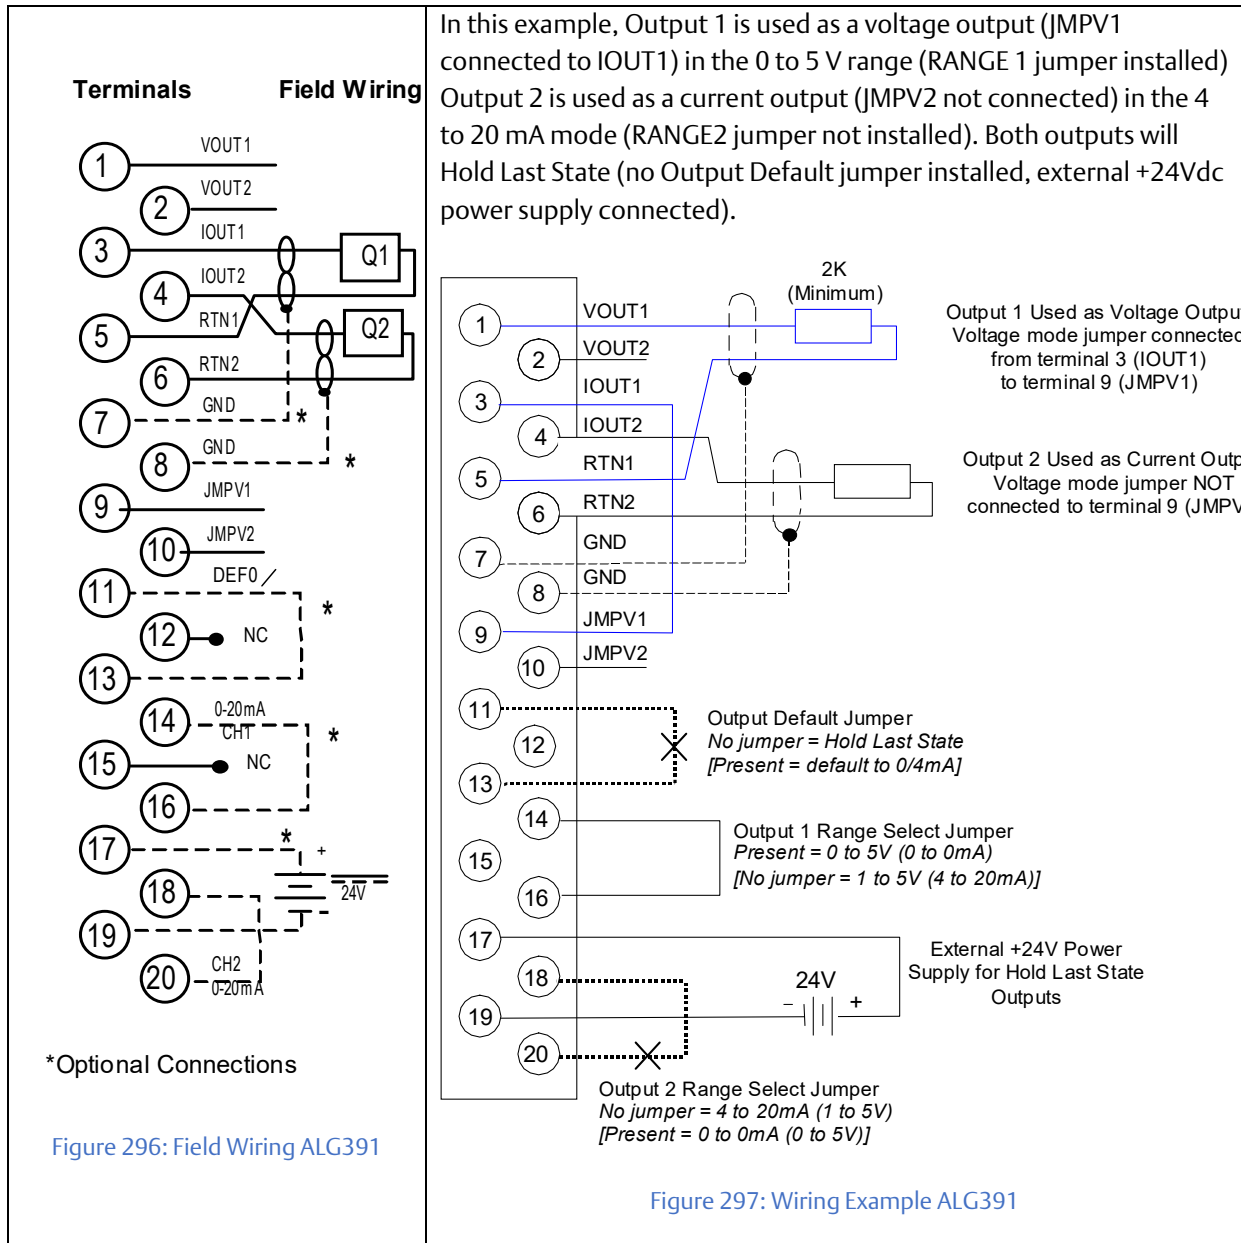 Terminals Field Wiring
1 VOUT1
2 VOUT2
3 IOUT1 Q1
4 IOUT2
5 RTN1 Q2
6 RTN2
7 GND *
8 GND *
9 JMPV1
10 JMPV2
11 DEF0 *
12 NC
13
14 0-20mA *
CH1
15 NC
16
17 * +
18 24V
19 -
20 CH2
0-20mA
*Optional Connections
Figure 296: Field Wiring ALG391
In this example, Output 1 is used as a voltage output (JMPV1
connected to IOUT1) in the 0 to 5 V range (RANGE 1 jumper installed)
Output 2 is used as a current output (JMPV2 not connected) in the 4
to 20 mA mode (RANGE2 jumper not installed). Both outputs will
Hold Last State (no Output Default jumper installed, external +24Vdc
power supply connected).
2K
(Minimum)
1 VOUT1
2 VOUT2
3 IOUT1
4 IOUT2
5 RTN1
6 RTN2
7 GND
8 GND
9 JMPV1
10 JMPV2
11
12
13
14
15
16
17
18
19
20
Output 1 Used as Voltage Output
Voltage mode jumper connected
from terminal 3 (IOUT1)
to terminal 9 (JMPV1)
Output 2 Used as Current Outp
Voltage mode jumper NOT
connected to terminal 9 (JMPV
Output Default Jumper
No jumper = Hold Last State
[Present = default to 0/4mA]
Output 1 Range Select Jumper
Present = 0 to 5V (0 to 0mA)
[No jumper = 1 to 5V (4 to 20mA)]
External +24V Power
Supply for Hold Last State
Outputs
24V
− +
Output 2 Range Select Jumper
No jumper = 4 to 20mA (1 to 5V)
[Present = 0 to 0mA (0 to 5V)]
Figure 297: Wiring Example ALG391